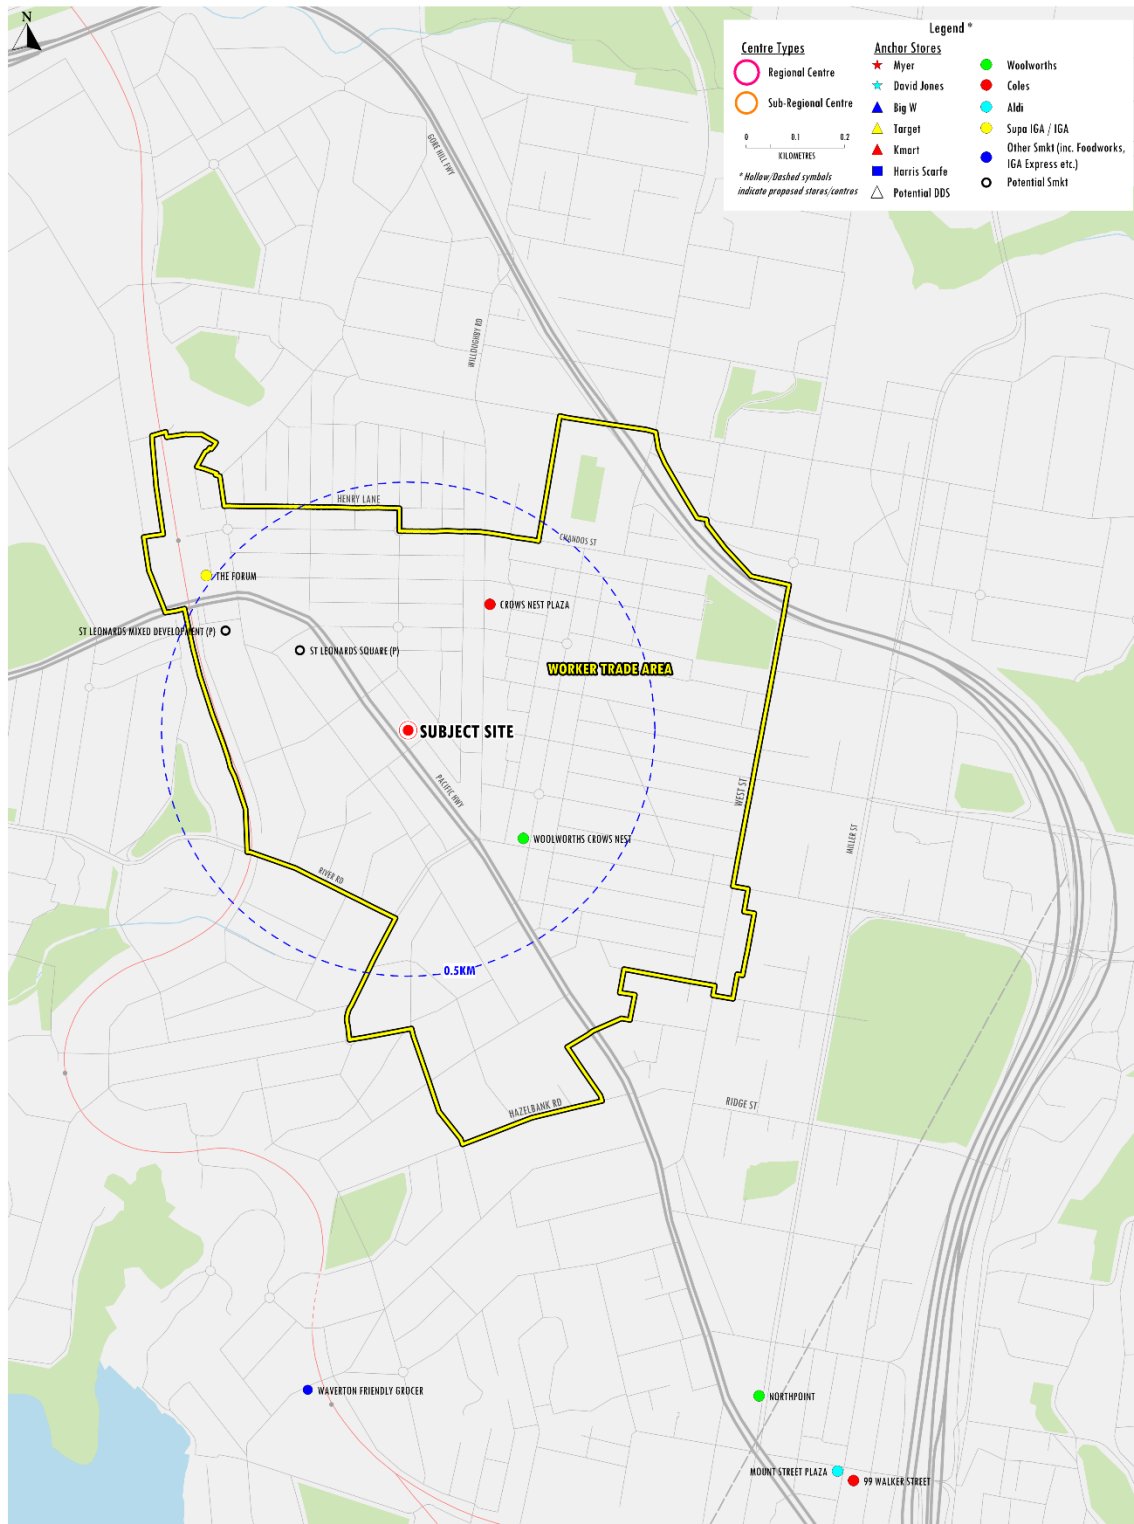 N
Legend *
Centre Types
Regional Centre
Sub-Regional Centre
0 0.1 0.2
KILOMETRES
* Hollow/Dashed symbols
indicate proposed stores/centres
Anchor Stores
Myer
David Jones
Big W
Target
Kmart
Harris Scarfe
Potential DDS
Woolworths
Coles
Aldi
Supa IGA / IGA
Other Smkt (inc. Foodworks,
IGA Express etc.)
Potential Smkt
GORE HILL FWY
WILLOUGHBY RD
HENRY LANE
CHANDOS ST
THE FORUM
CROWS NEST PLAZA
ST LEONARDS MIXED DEVELOPMENT (P)
ST LEONARDS SQUARE (P)
WORKER TRADE AREA
SUBJECT SITE
PACIFIC HWY
WEST ST
MILLER ST
WOOLWORTHS CROWS NEST
RIVER RD
0.5KM
HAZELBANK RD
RIDGE ST
WAVERTON FRIENDLY GROCER
NORTHPOINT
MOUNT STREET PLAZA
99 WALKER STREET